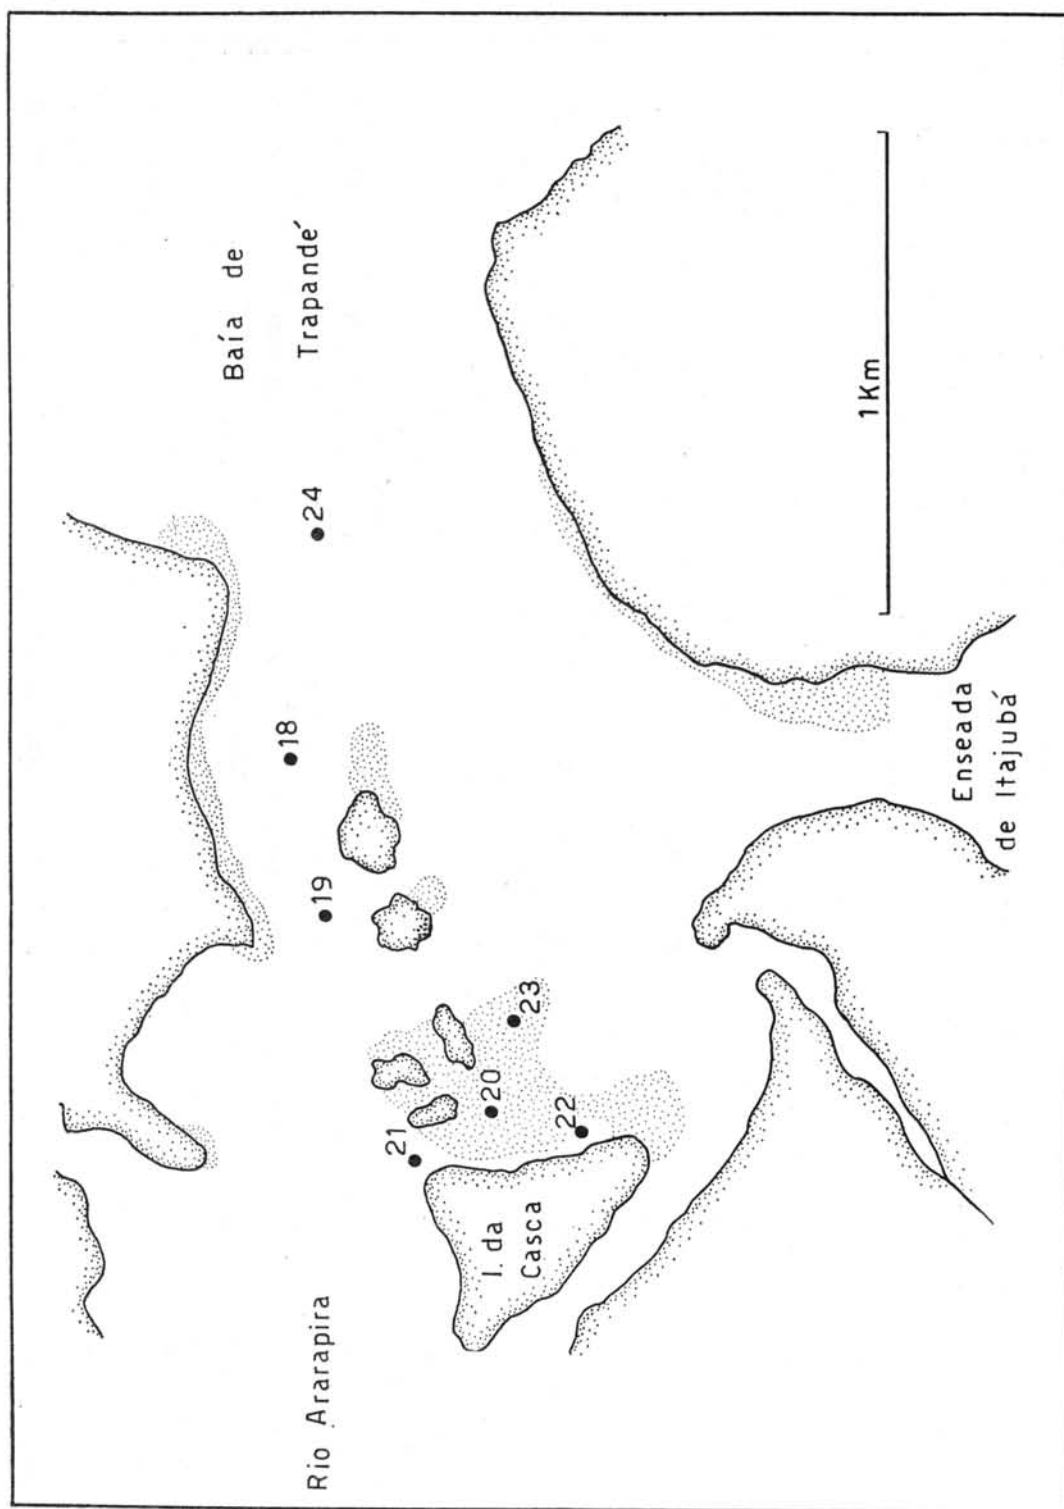 Baía de
Trapandé
24
18
19
23
20
22
21
I. da
Casca
Rio Ararapira
Enseada
de Itajubá
1Km